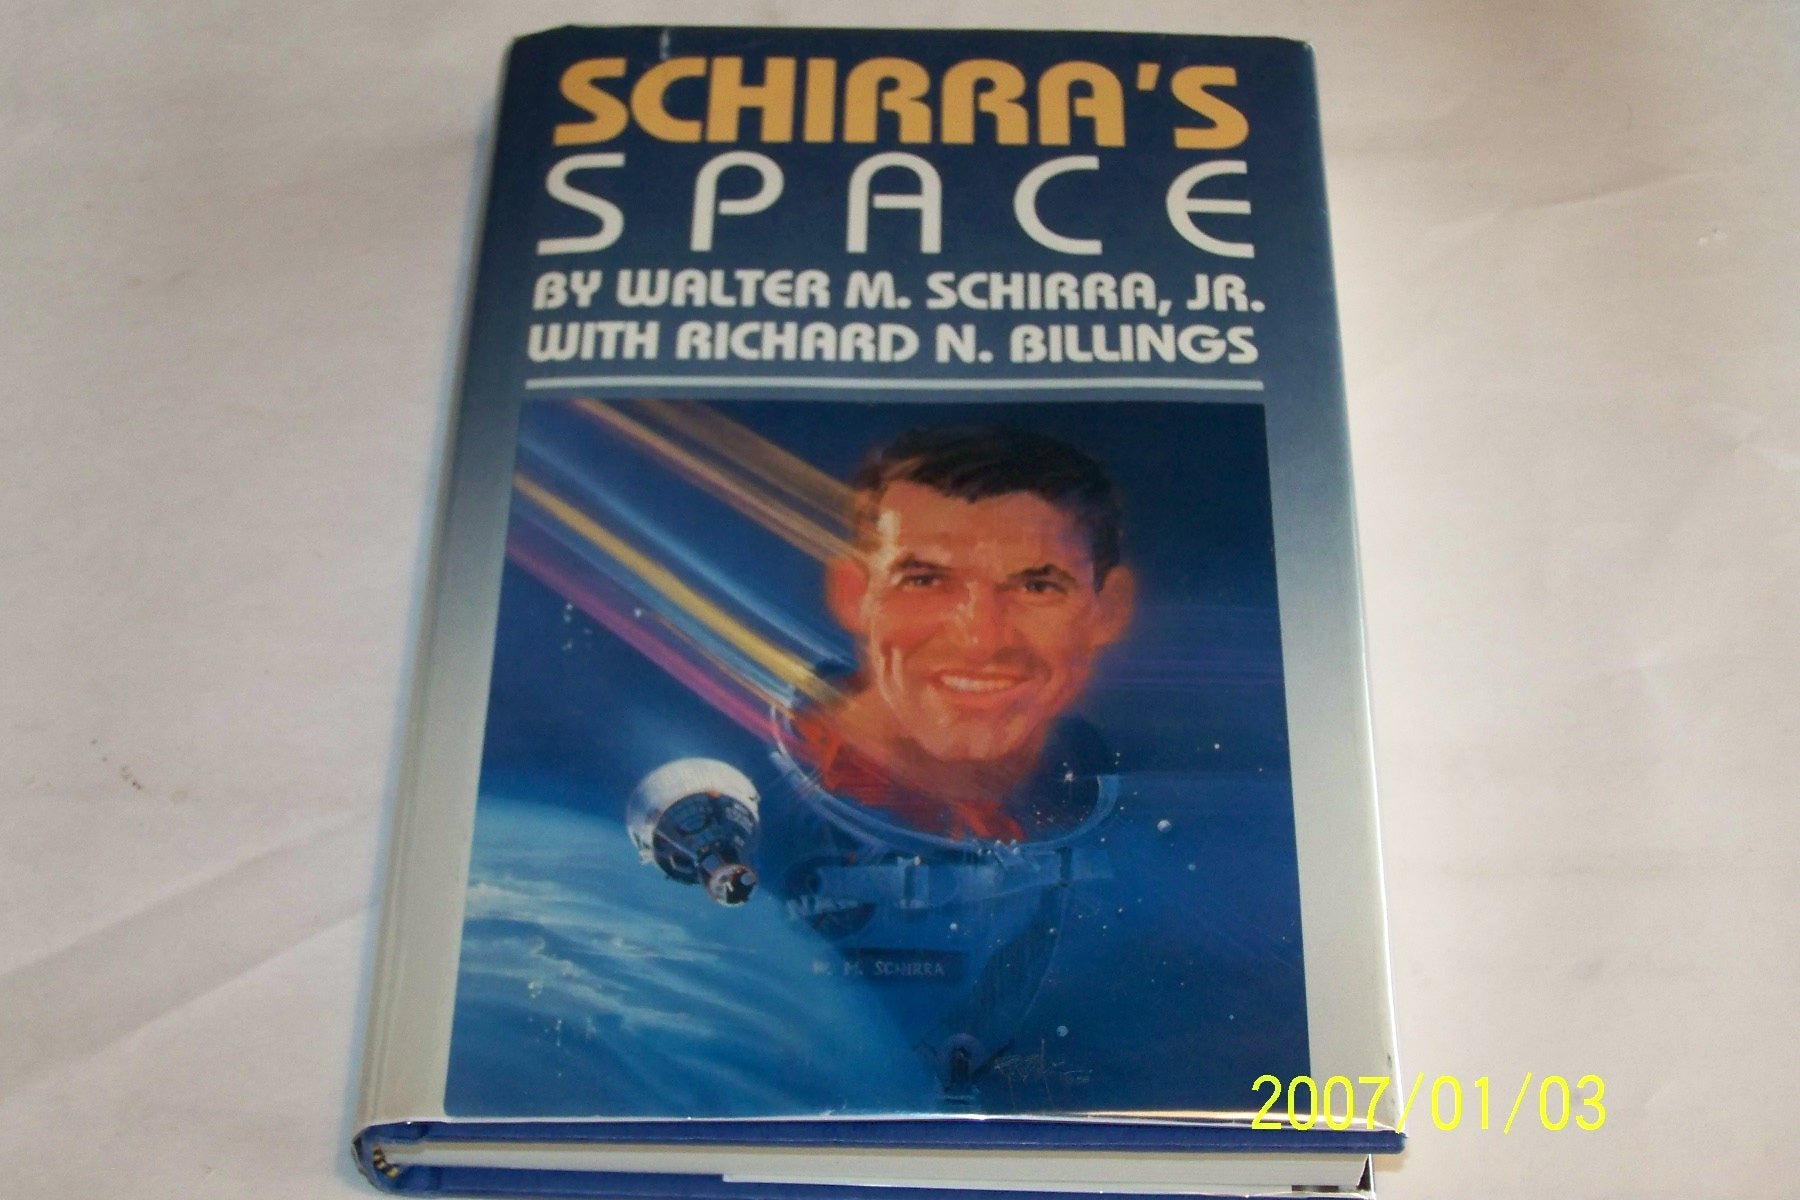 SCHIRRA'S
SPACE
BY WALTER M. SCHIRRA, JR.
WITH RICHARD N. BILLINGS
M. SCHIRRA
2007/01/03